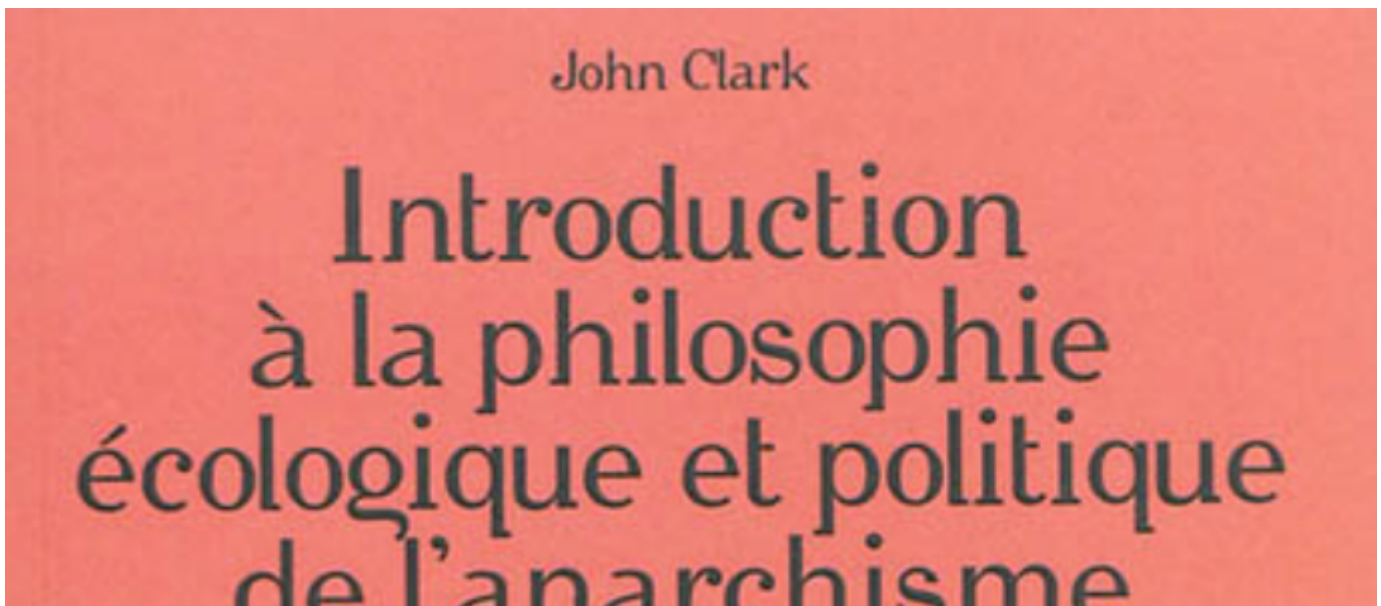 John Clark
Introduction
à la philosophie
écologique et politique
de l'anarchisme